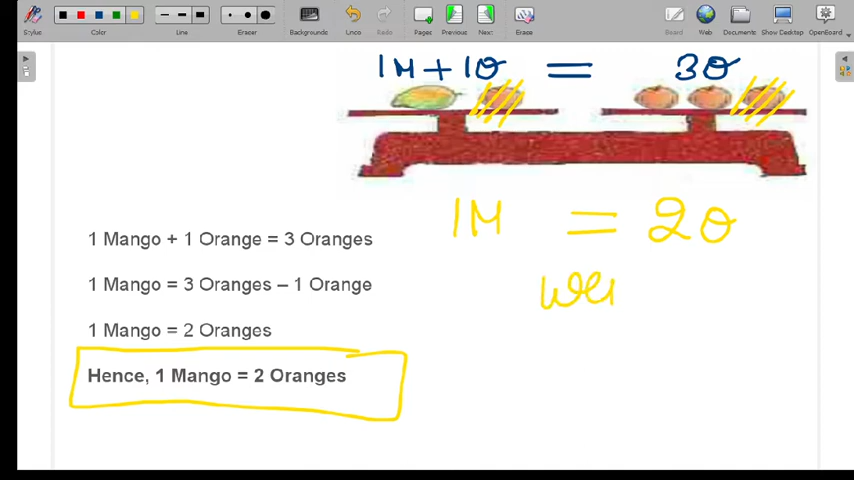 Stylus
Color
Line
Eraser
Backgrounds
Undo
Redo
Pages
Previous
Next
Erase
Board
Web
Documents
Show Desktop
OpenBoard
1M + 1O = 3O
1M = 2O
1 Mango + 1 Orange = 3 Oranges
1 Mango = 3 Oranges – 1 Orange
1 Mango = 2 Oranges
Hence, 1 Mango = 2 Oranges